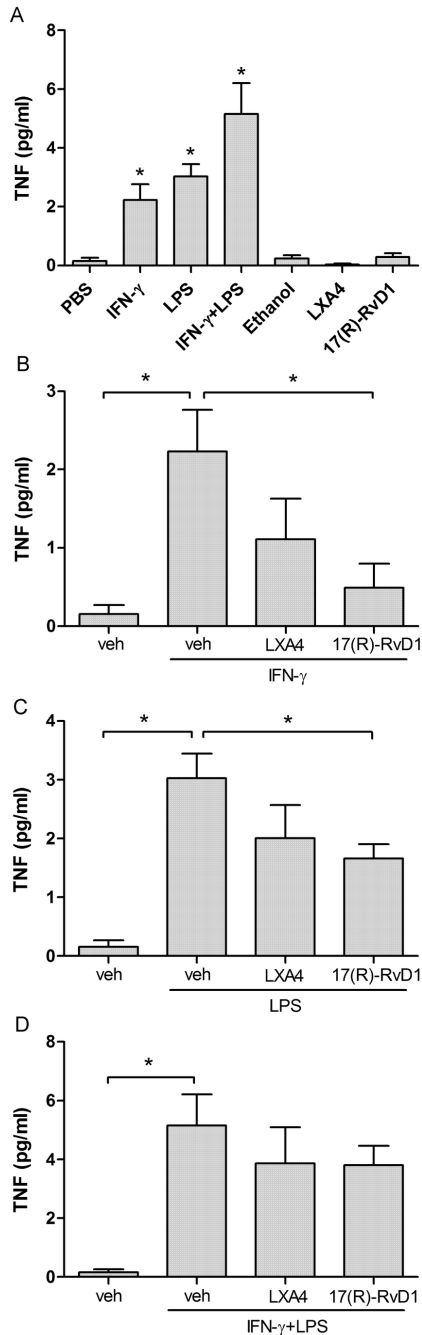 A
TNF (pg/ml)
8
6
4
2
0
*
*
*
PBS
IFN-γ
LPS
IFN-γ+LPS
Ethanol
LXA4
17(R)-RvD1
B
TNF (pg/ml)
3
2
1
0
*
*
veh
veh
LXA4
17(R)-RvD1
IFN-γ
C
TNF (pg/ml)
4
3
2
1
0
*
*
veh
veh
LXA4
17(R)-RvD1
LPS
D
TNF (pg/ml)
8
6
4
2
0
*
veh
veh
LXA4
17(R)-RvD1
IFN-γ+LPS